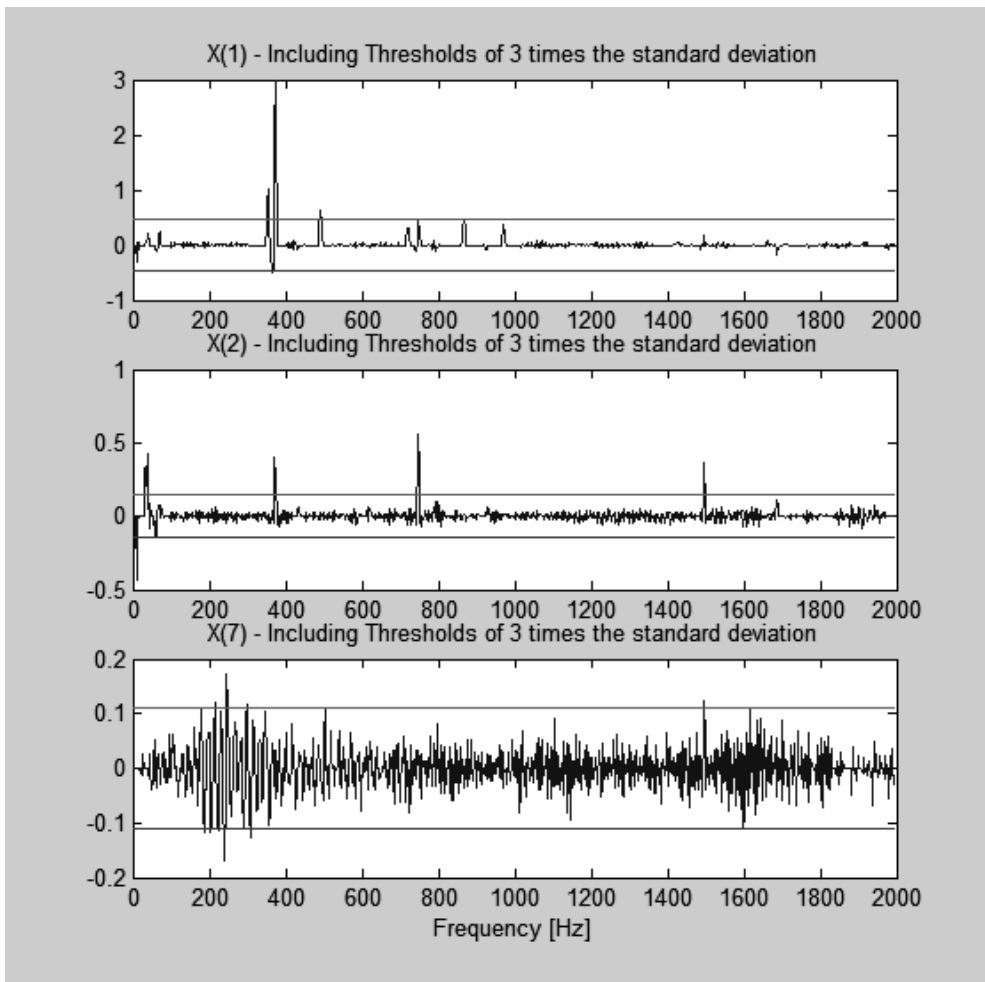 X(1) - Including Thresholds of 3 times the standard deviation
3
2
1
0
-1
0 200 400 600 800 1000 1200 1400 1600 1800 2000
X(2) - Including Thresholds of 3 times the standard deviation
1
0.5
0
-0.5
0 200 400 600 800 1000 1200 1400 1600 1800 2000
X(7) - Including Thresholds of 3 times the standard deviation
0.2
0.1
0
-0.1
-0.2
0 200 400 600 800 1000 1200 1400 1600 1800 2000
Frequency [Hz]